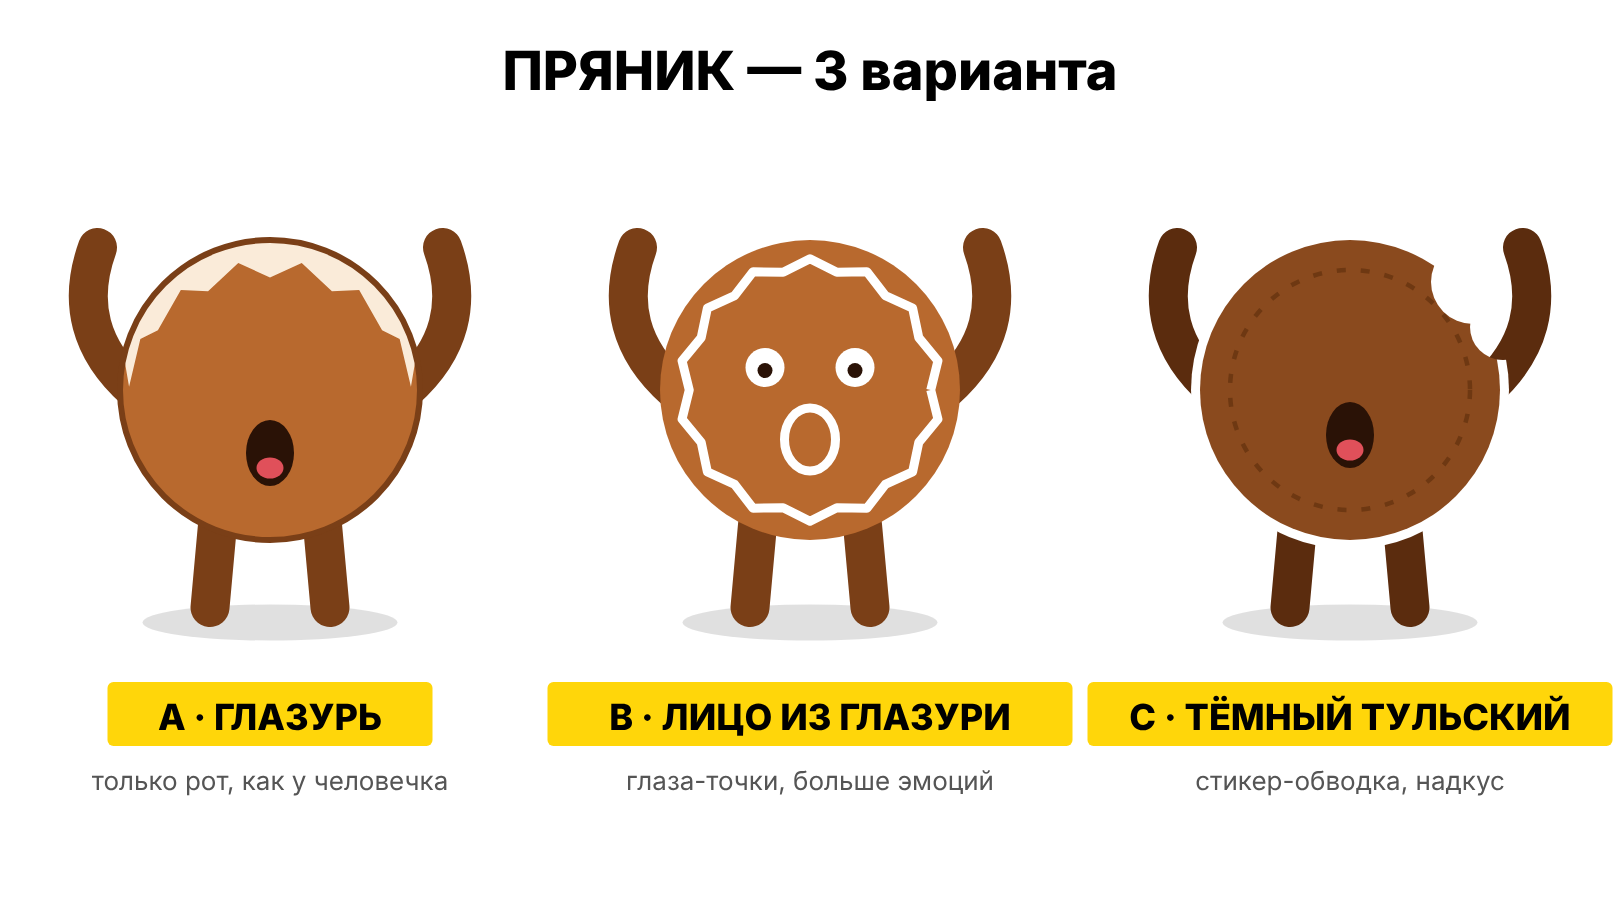 ПРЯНИК — 3 варианта
A · ГЛАЗУРЬ
B · ЛИЦО ИЗ ГЛАЗУРИ
C · ТЁМНЫЙ ТУЛЬСКИЙ
только рот, как у человечка
глаза-точки, больше эмоций
стикер-обводка, надкус